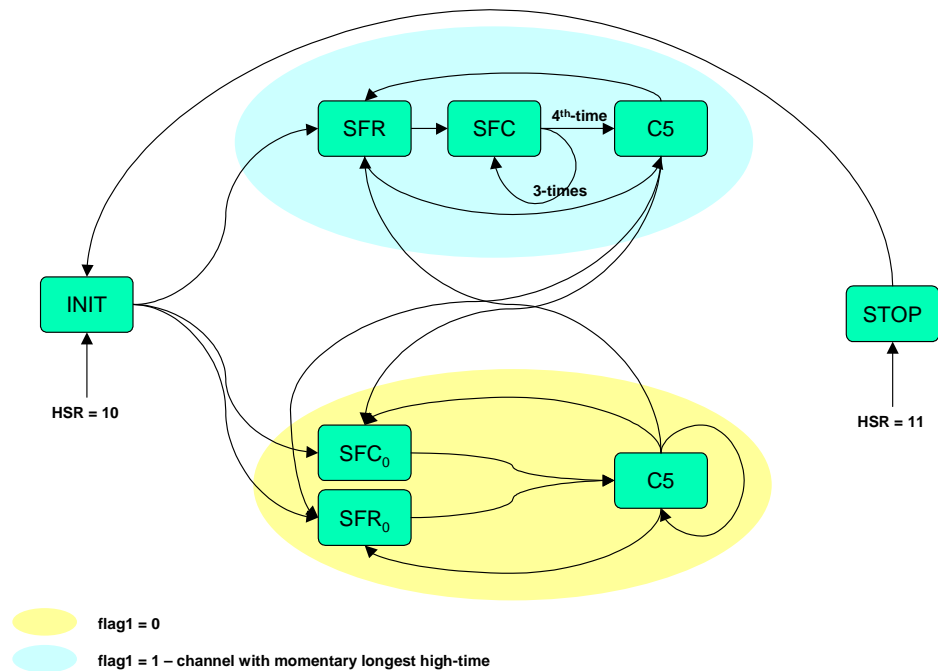 SFR
SFC
4th-time
C5
3-times
INIT
STOP
HSR = 10
HSR = 11
SFC0
C5
SFR0
flag1 = 0
flag1 = 1 – channel with momentary longest high-time